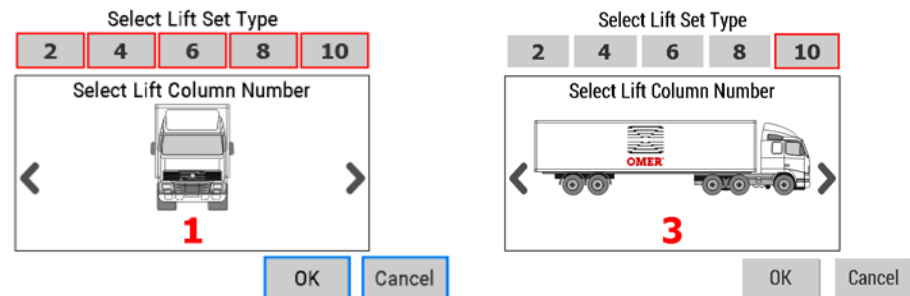 Select Lift Set Type
2 4 6 8 10
Select Lift Column Number
1
OK Cancel
Select Lift Set Type
2 4 6 8 10
Select Lift Column Number
OMER
3
OK Cancel